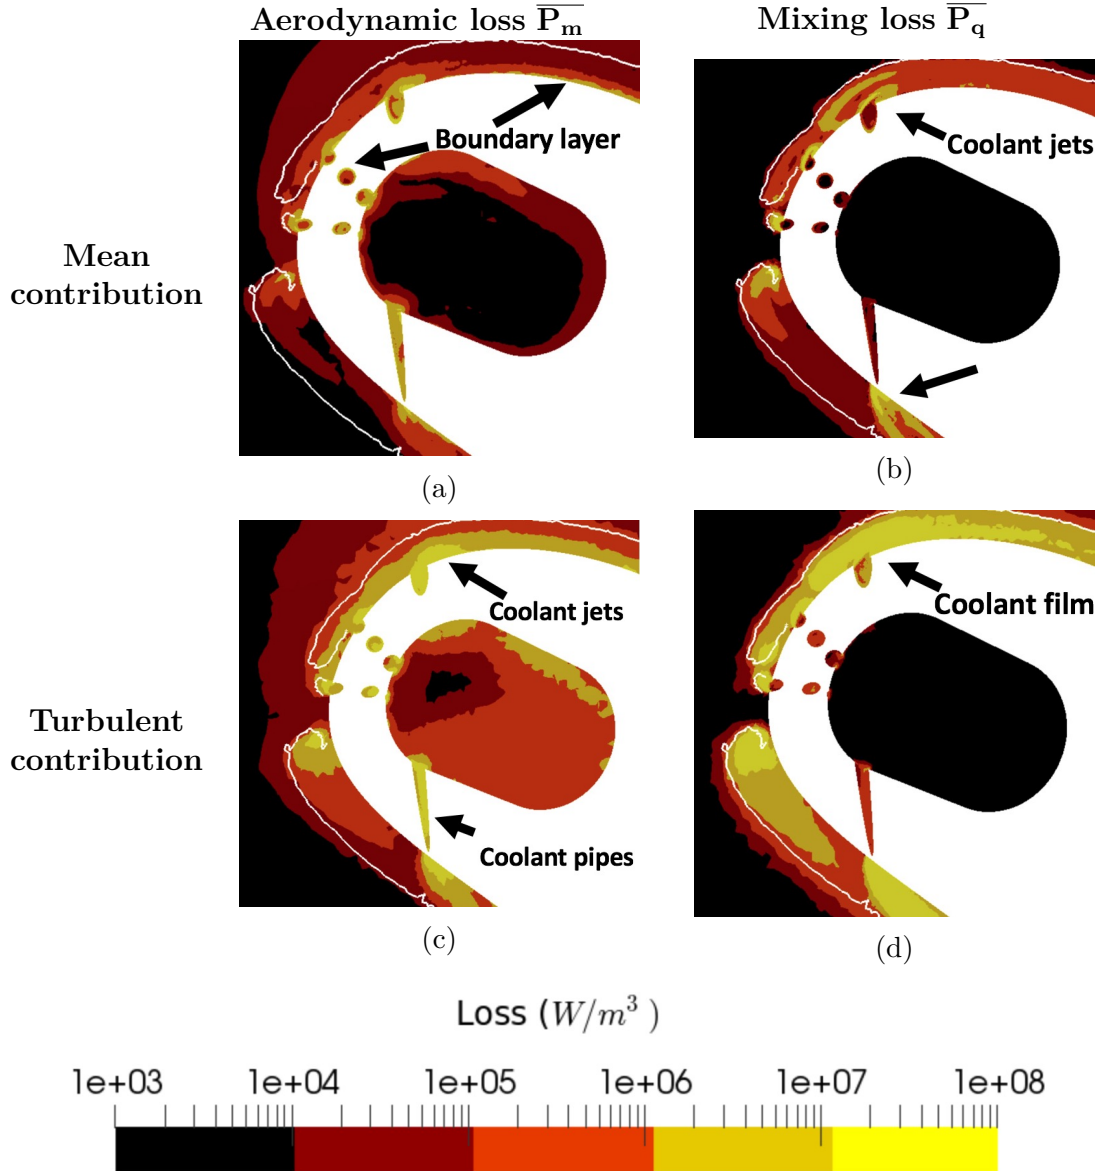 Aerodynamic loss P̅m̅
Mixing loss P̅q̅
Mean
contribution
Boundary layer
Coolant jets
(a)
(b)
Turbulent
contribution
Coolant jets
Coolant pipes
Coolant film
(c)
(d)
Loss (W/m³ )
1e+03 1e+04 1e+05 1e+06 1e+07 1e+08